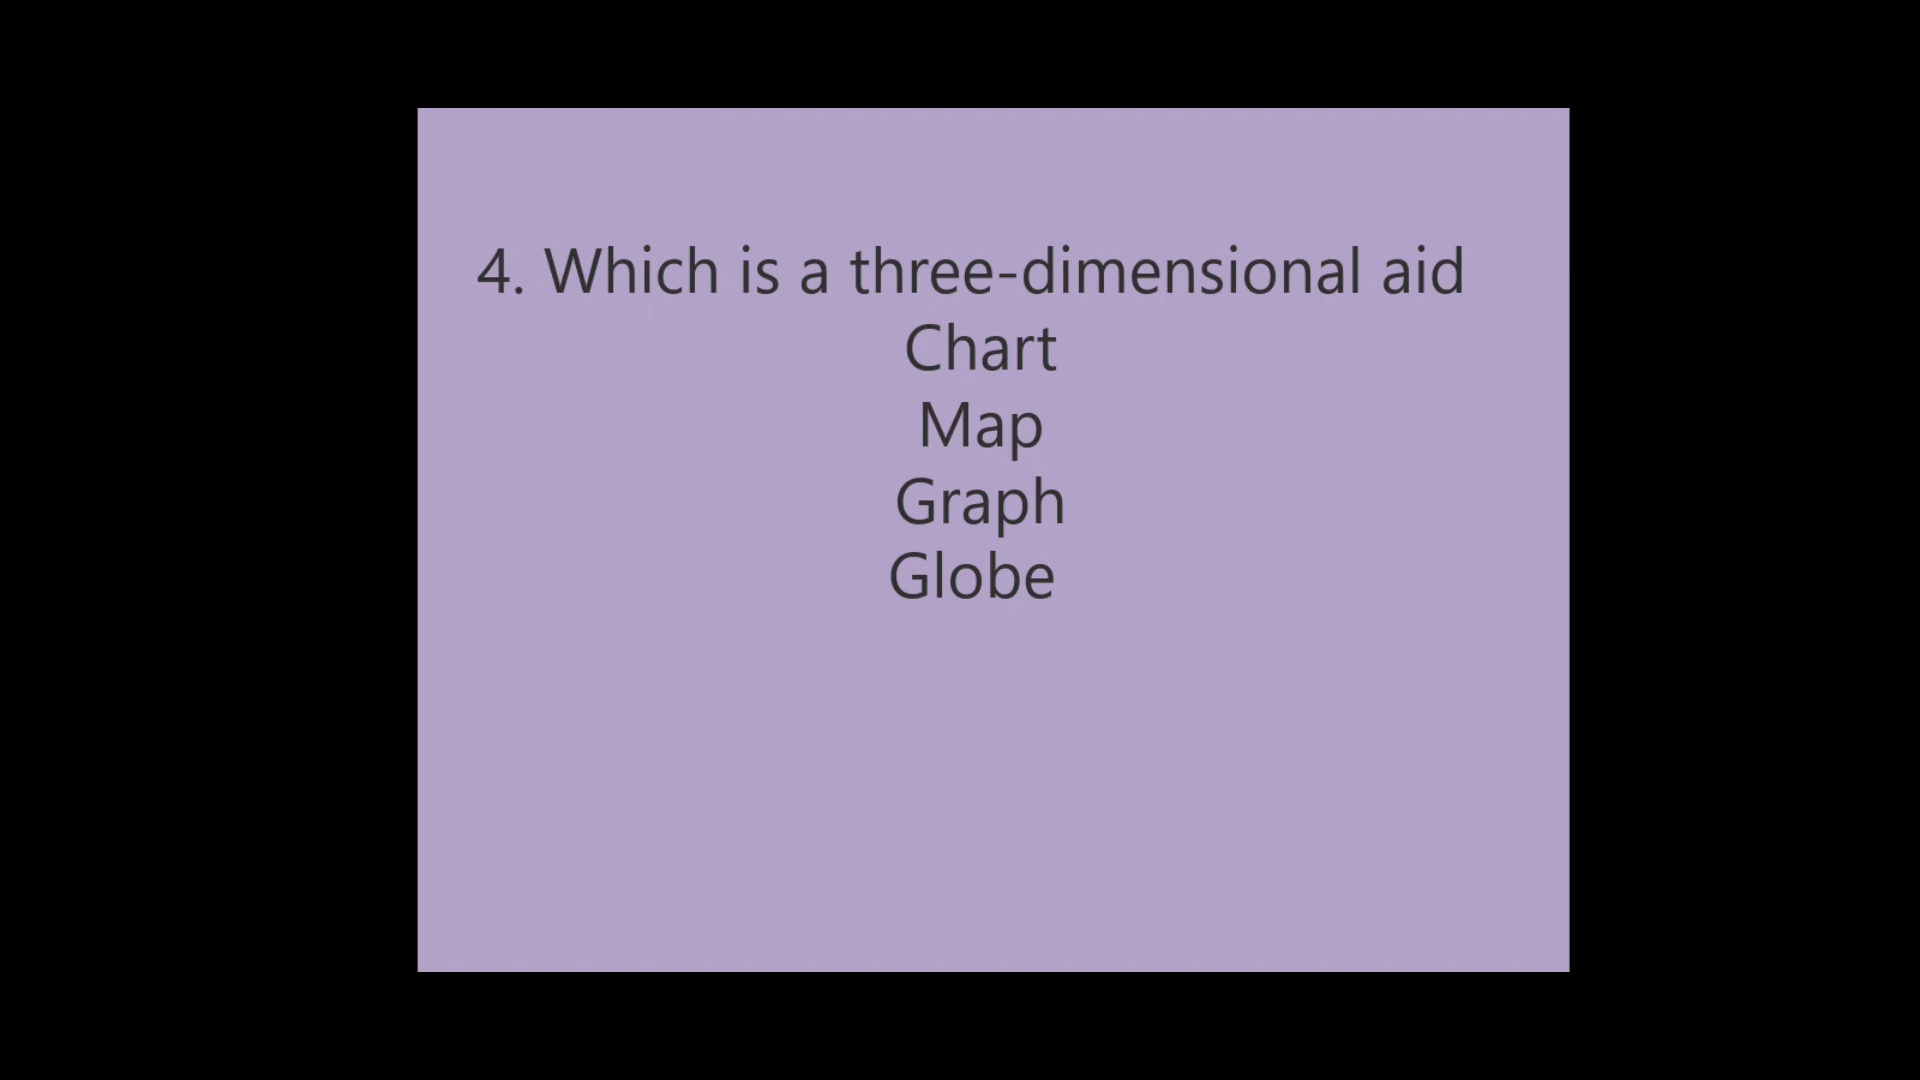 4. Which is a three-dimensional aid
Chart
Map
Graph
Globe